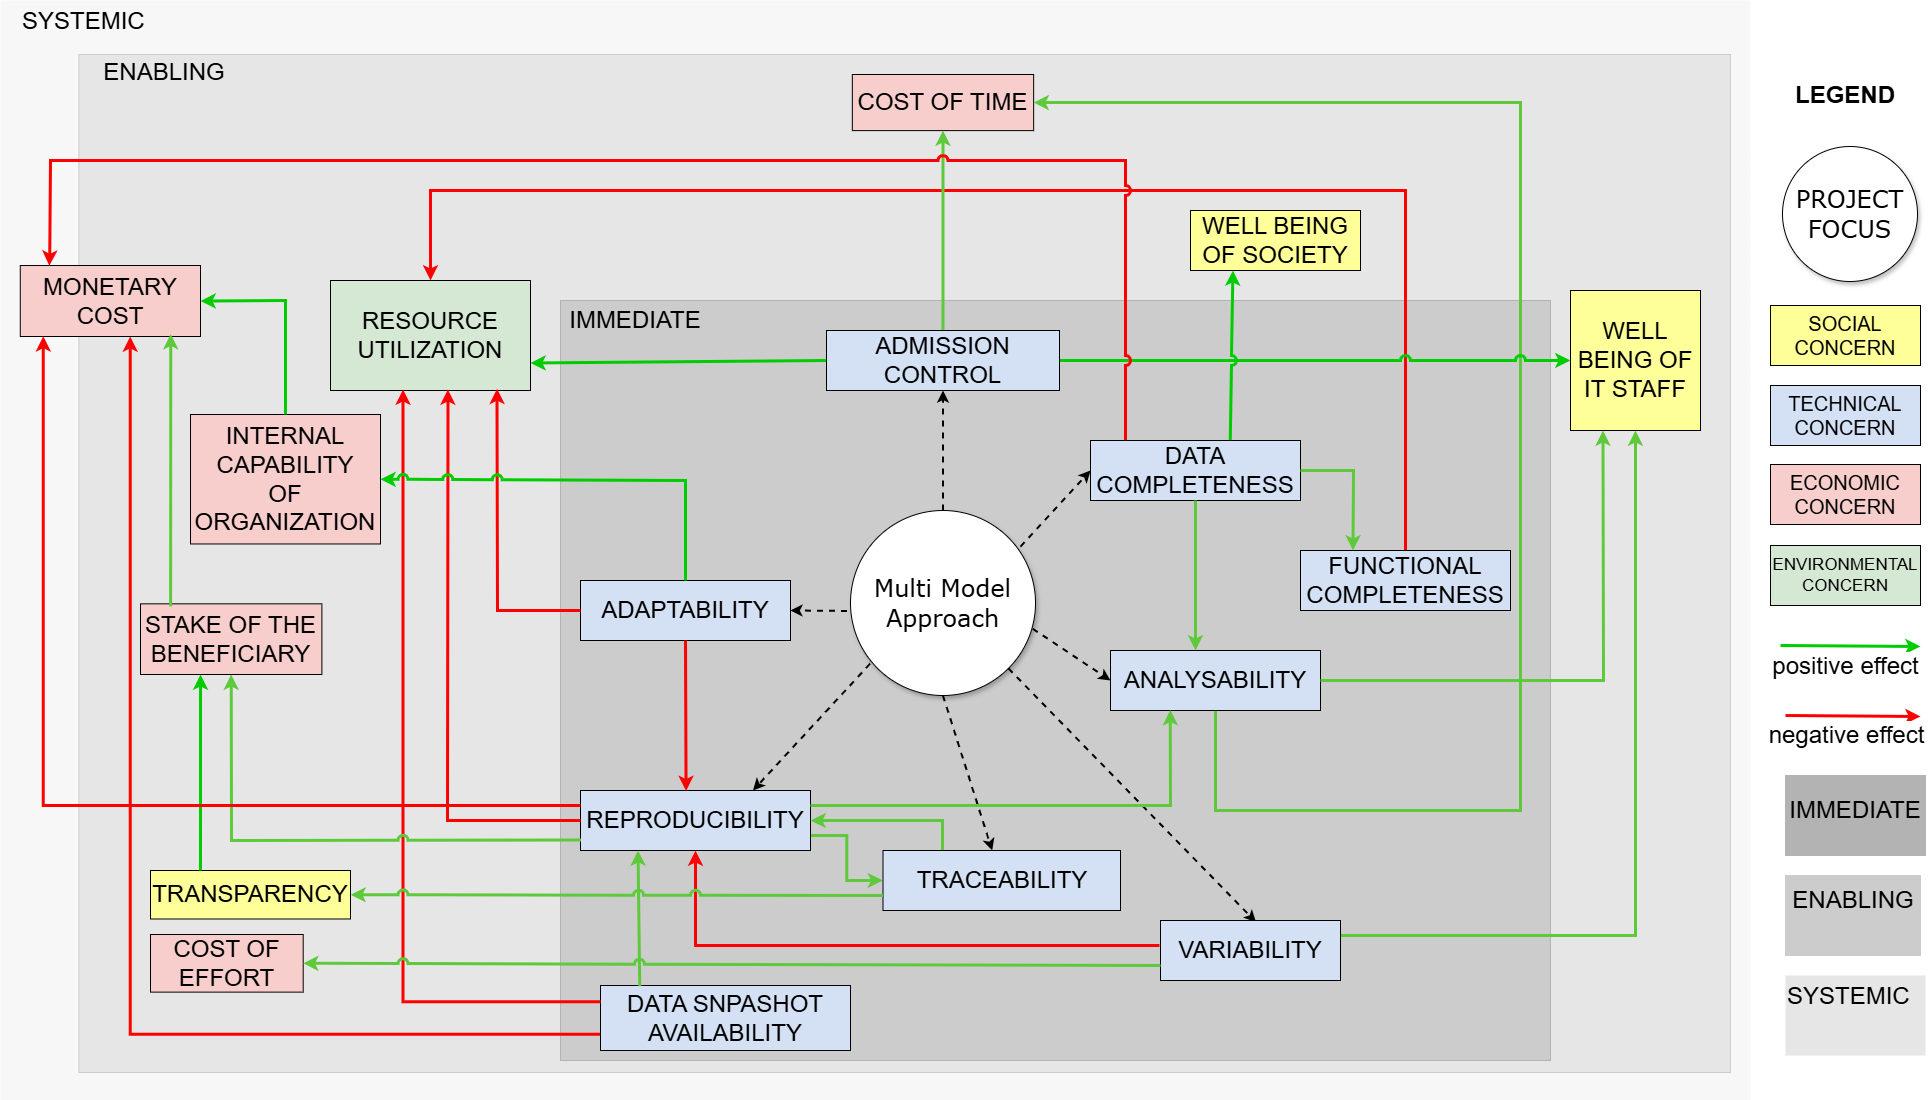 SYSTEMIC
ENABLING
COST OF TIME
LEGEND
PROJECT
FOCUS
WELL BEING
OF SOCIETY
MONETARY
COST
RESOURCE
UTILIZATION
IMMEDIATE
ADMISSION
CONTROL
WELL
BEING OF
IT STAFF
SOCIAL
CONCERN
TECHNICAL
CONCERN
INTERNAL
CAPABILITY
OF
ORGANIZATION
DATA
COMPLETENESS
ECONOMIC
CONCERN
FUNCTIONAL
COMPLETENESS
ENVIRONMENTAL
CONCERN
ADAPTABILITY
Multi Model
Approach
STAKE OF THE
BENEFICIARY
ANALYSABILITY
positive effect
negative effect
REPRODUCIBILITY
IMMEDIATE
TRACEABILITY
TRANSPARENCY
ENABLING
COST OF
EFFORT
VARIABILITY
DATA SNPASHOT
AVAILABILITY
SYSTEMIC